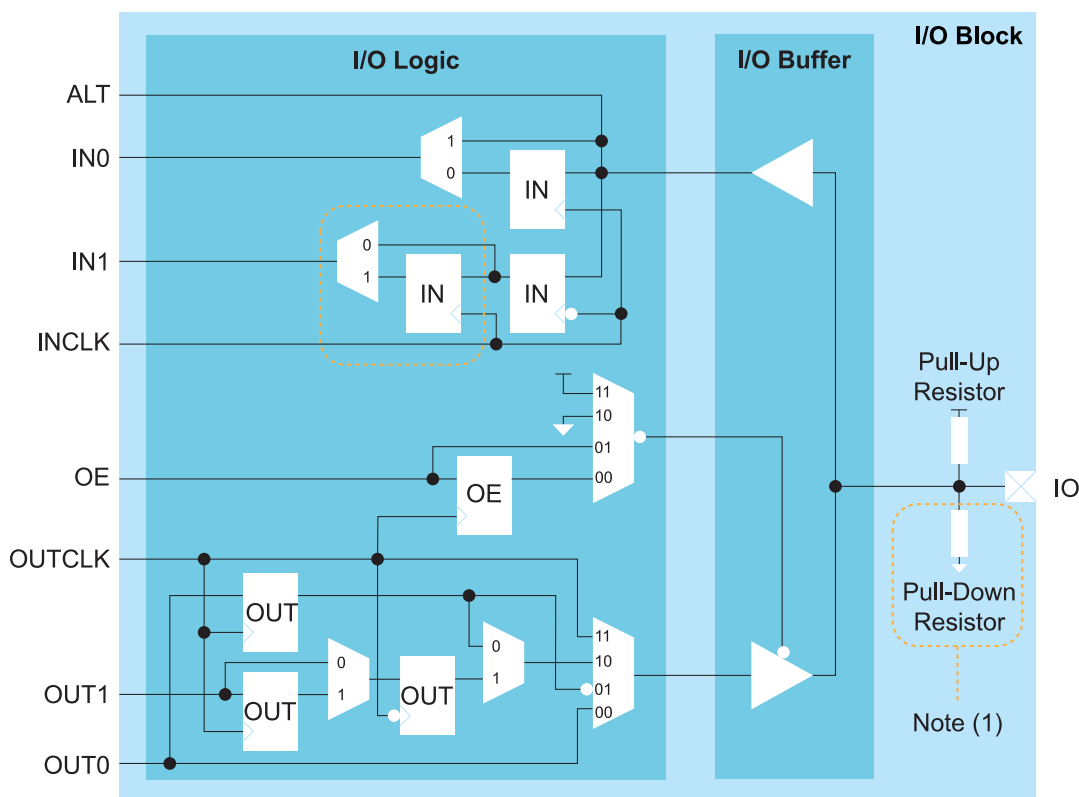 I/O Block
I/O Logic
I/O Buffer
ALT
IN0
1
0
IN
IN1
0
1
IN
IN
INCLK
Pull-Up
Resistor
11
10
01
00
OE
OE
IO
OUTCLK
Pull-Down
Resistor
OUT
0
1
OUT
OUT
0
1
11
10
01
00
OUT1
Note (1)
OUT0